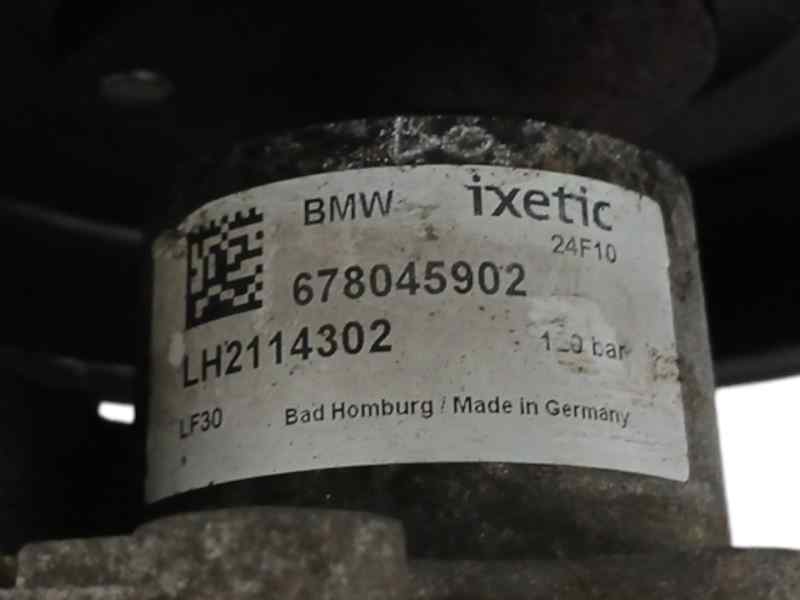 BMW ixetic
24F10
678045902
LH2114302
bar
LF30 Bad Homburg / Made in Germany